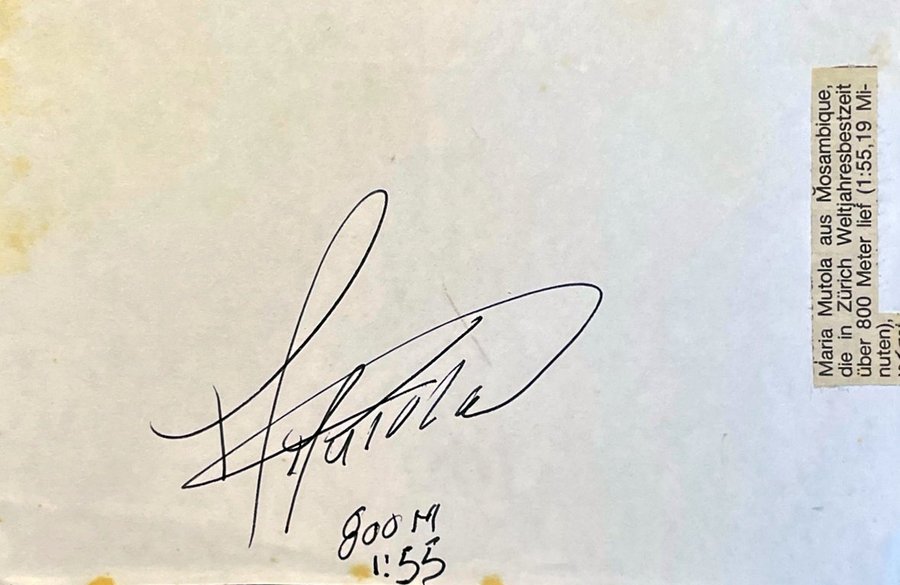 Mutola
800 M
1:55
Maria Mutola aus Mosambique,
die in Zürich Weltjahresbestzeit
über 800 Meter lief (1:55,19 Mi-
nuten),